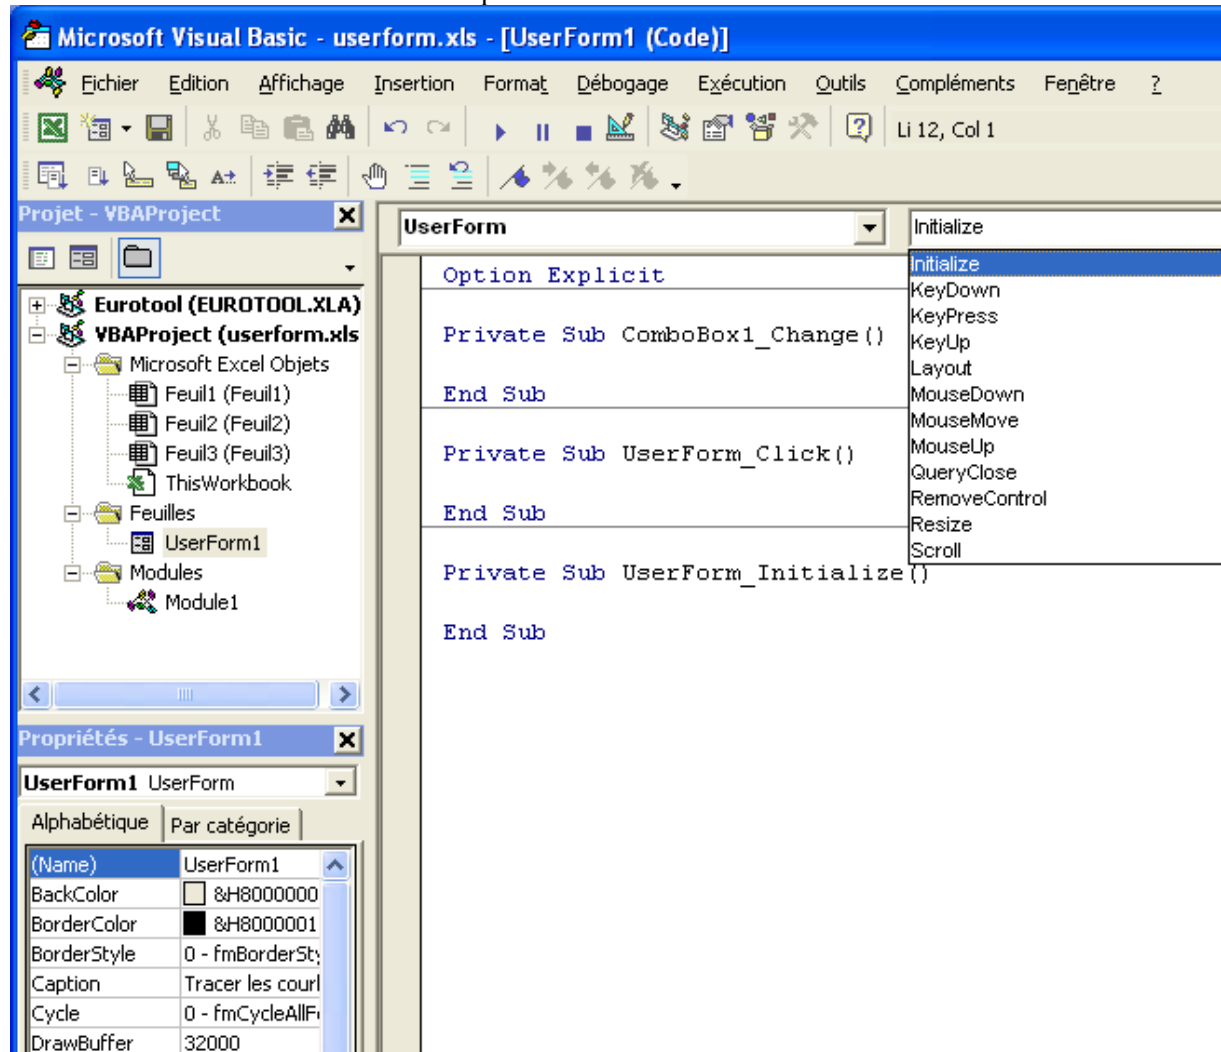 Microsoft Visual Basic - userform.xls - [UserForm1 (Code)]
Fichier Edition Affichage Insertion Format Débogage Exécution Outils Compléments Fenêtre ?
Li 12, Col 1
Projet - VBAProject
UserForm
Initialize
Eurotool (EUROTOOL.XLA)
VBAProject (userform.xls
Microsoft Excel Objets
Feuil1 (Feuil1)
Feuil2 (Feuil2)
Feuil3 (Feuil3)
ThisWorkbook
Feuilles
UserForm1
Modules
Module1
Option Explicit
Private Sub ComboBox1_Change()
End Sub
Private Sub UserForm_Click()
End Sub
Private Sub UserForm_Initialize()
End Sub
Initialize
KeyDown
KeyPress
KeyUp
Layout
MouseDown
MouseMove
MouseUp
QueryClose
RemoveControl
Resize
Scroll
Propriétés - UserForm1
UserForm1 UserForm
Alphabétique Par catégorie
(Name) UserForm1
BackColor &H8000000
BorderColor &H8000001
BorderStyle 0 - fmBorderSty
Caption Tracer les courl
Cycle 0 - fmCycleAllF
DrawBuffer 32000